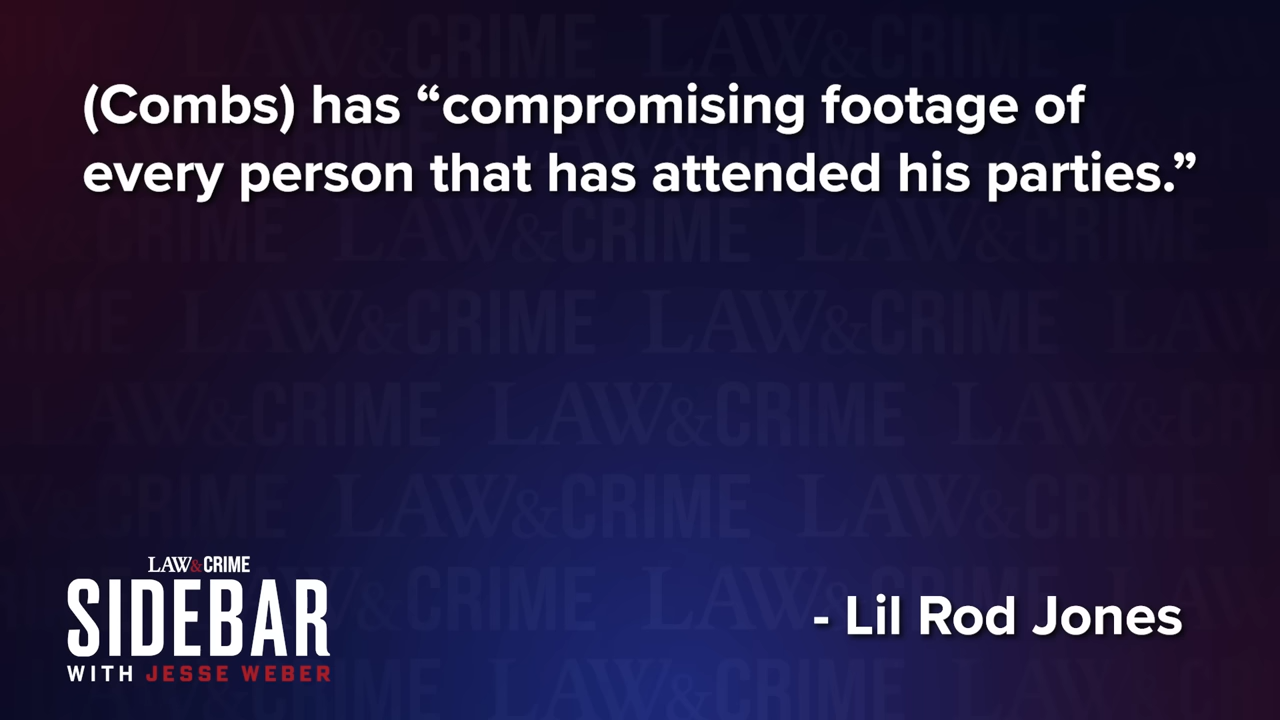 (Combs) has “compromising footage of
every person that has attended his parties.”
LAW&CRIME
SIDEBAR
WITH JESSE WEBER
- Lil Rod Jones